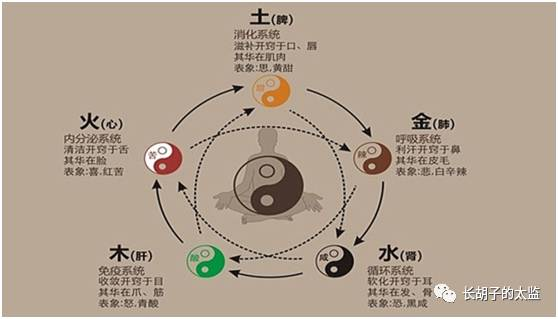 土(脾)
消化系统
滋补开窍于口、唇
其华在肌肉
表象:思,黄甜
甜
火(心)
内分泌系统
清洁开窍于舌
其华在脸
表象:喜,红苦
苦
金(肺)
呼吸系统
利汗开窍于鼻
其华在皮毛
表象:悲,白辛辣
辣
木(肝)
免疫系统
收敛开窍于目
其华在爪、筋
表象:怒,青酸
酸
水(肾)
循环系统
软化开窍于耳
其华在发、骨
表象:恐,黑咸
咸
长胡子的太监